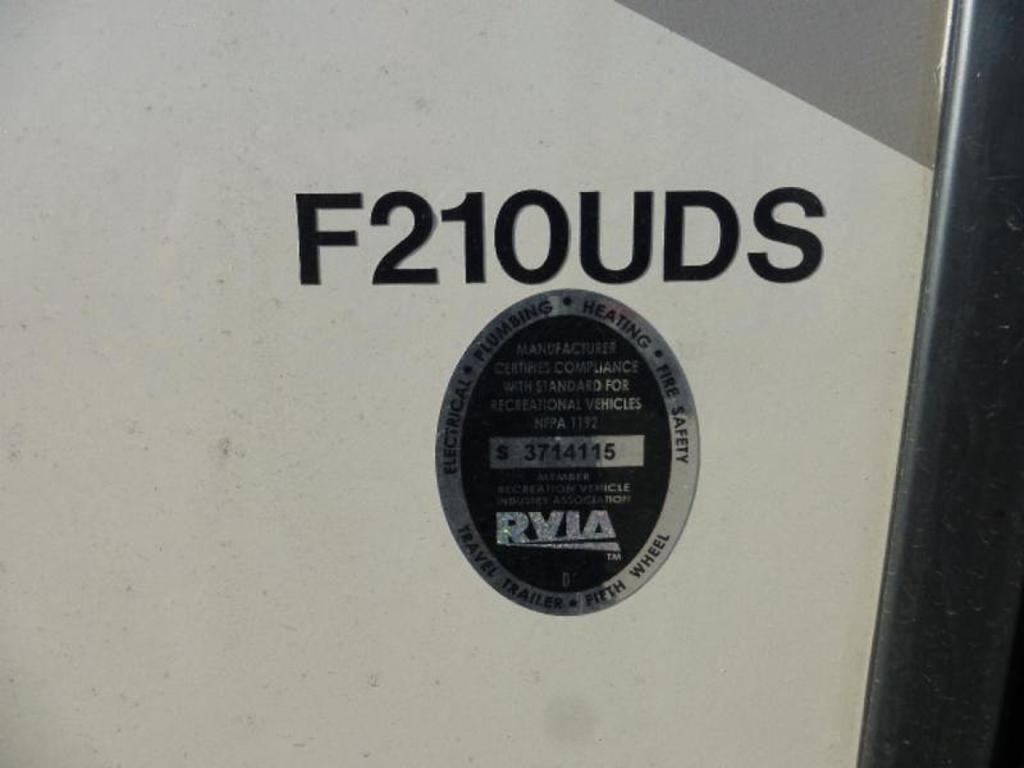 F210UDS
ELECTRICAL • PLUMBING • HEATING • FIRE SAFETY
MANUFACTURER
CERTIFIES COMPLIANCE
WITH STANDARD FOR
RECREATIONAL VEHICLES
NFPA 1192
S 3714115
MEMBER
RECREATION VEHICLE
INDUSTRY ASSOCIATION
RVIA
TM
TRAVEL TRAILER • FIFTH WHEEL